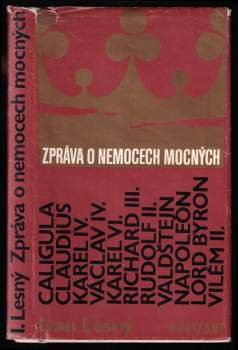 I. Lesný Zpráva o nemocech mocných
ZPRÁVA O NEMOCECH MOCNÝCH
CALIGULA
CLAUDIUS
KAREL IV.
VÁCLAV IV.
KAREL VI.
RICHARD III.
RUDOLF II.
VALDŠTEJN
NAPOLEON
LORD BYRON
VILÉM II.
Ivan Lesný
HORIZONT